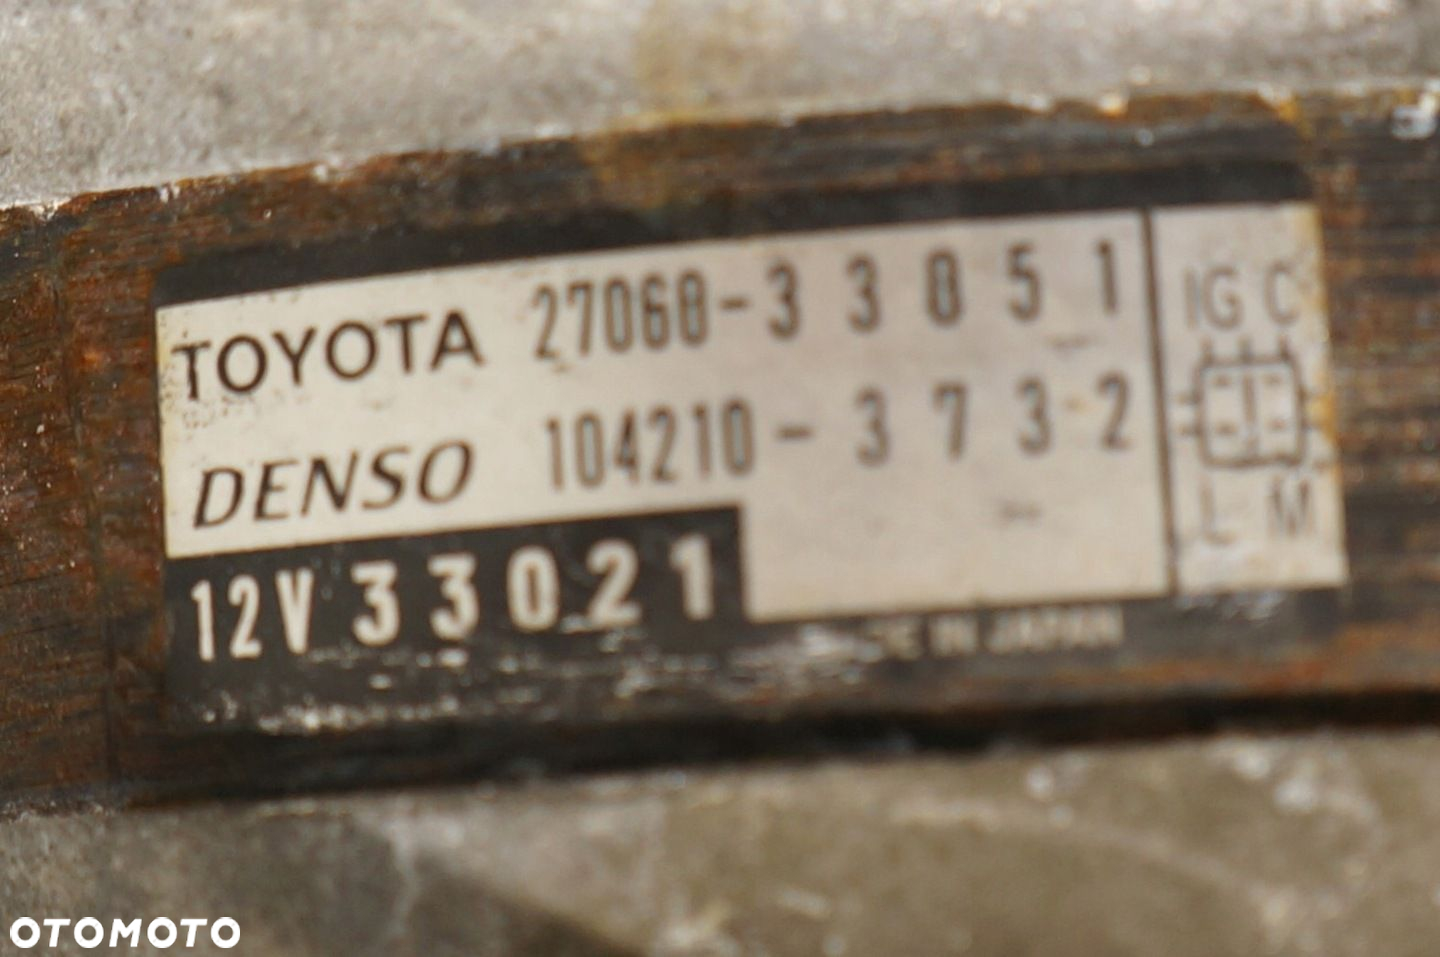 TOYOTA 27060-33051
DENSO 104210-3732
12V 33021
IN JAPAN
IG C
L M
OTOMOTO